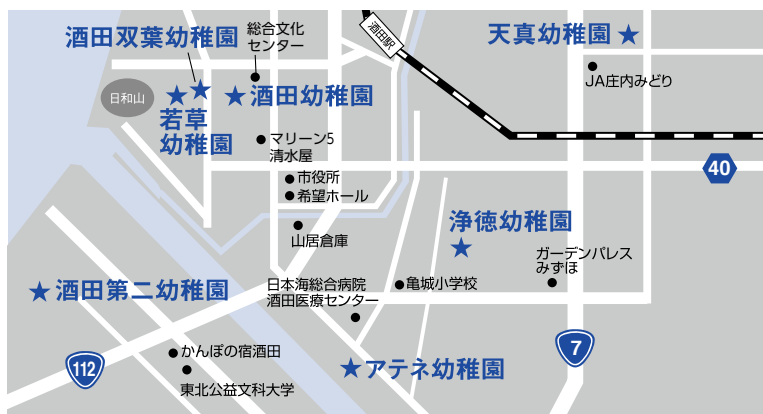 酒田双葉幼稚園
総合文化
センター
酒田駅
天真幼稚園
JA庄内みどり
日和山
酒田幼稚園
若草
幼稚園
マリーン5
清水屋
40
市役所
希望ホール
浄徳幼稚園
山居倉庫
ガーデンパレス
みずほ
酒田第二幼稚園
日本海総合病院
酒田医療センター
亀城小学校
7
かんぽの宿酒田
112
アテネ幼稚園
東北公益文科大学